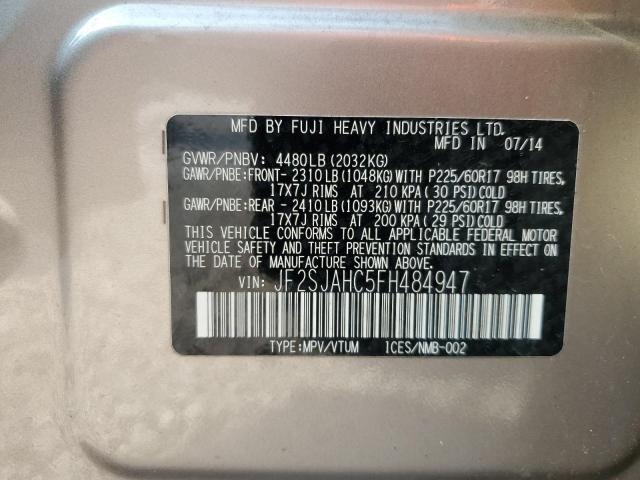 MFD BY FUJI HEAVY INDUSTRIES LTD.
MFD IN 07/14
GVWR/PNBV: 4480LB (2032KG)
GAWR/PNBE:FRONT- 2310LB (1048KG) WITH P225/60R17 98H TIRES,
17X7J RIMS AT 210 KPA ( 30 PSI) COLD
GAWR/PNBE:REAR - 2410LB (1093KG) WITH P225/60R17 98H TIRES,
17X7J RIMS AT 200 KPA ( 29 PSI) COLD
THIS VEHICLE CONFORMS TO ALL APPLICABLE FEDERAL MOTOR
VEHICLE SAFETY AND THEFT PREVENTION STANDARDS IN EFFECT ON
THE DATE OF MANUFACTURE SHOWN ABOVE.
VIN: JF2SJAHC5FH484947
TYPE:MPV/VTUM ICES/NMB-002